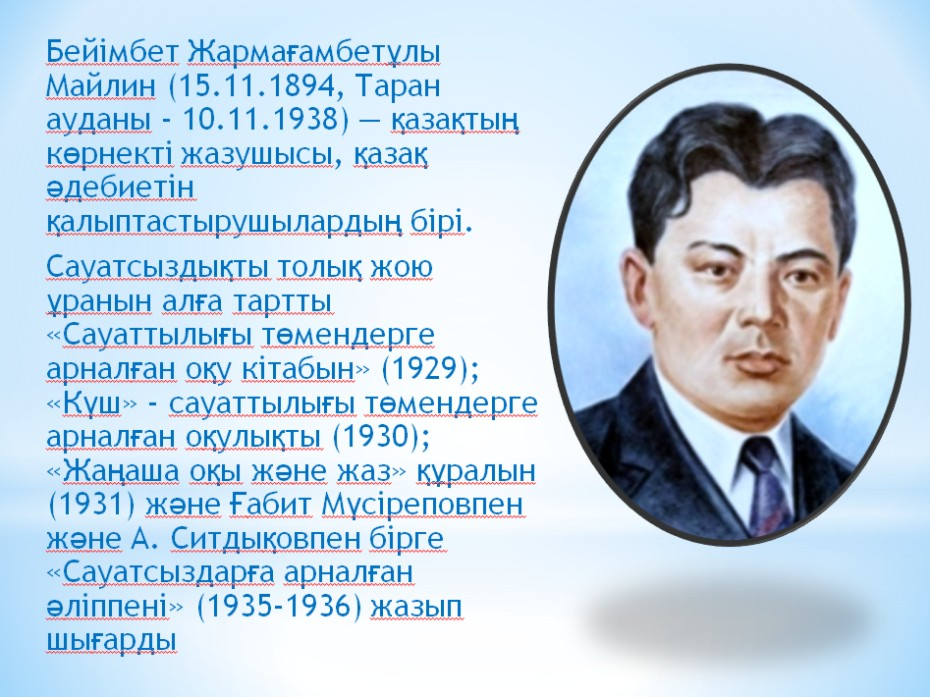 Бейімбет Жармағамбетұлы
Майлин (15.11.1894, Таран
ауданы - 10.11.1938) — қазақтың
көрнекті жазушысы, қазақ
әдебиетін
қалыптастырушылардың бірі.
Сауатсыздықты толық жою
ұранын алға тартты
«Сауаттылығы төмендерге
арналған оқу кітабын» (1929);
«Күш» - сауаттылығы төмендерге
арналған оқулықты (1930);
«Жаңаша оқы және жаз» құралын
(1931) және Ғабит Мүсіреповпен
және А. Ситдықовпен бірге
«Сауатсыздарға арналған
әліппені» (1935-1936) жазып
шығарды